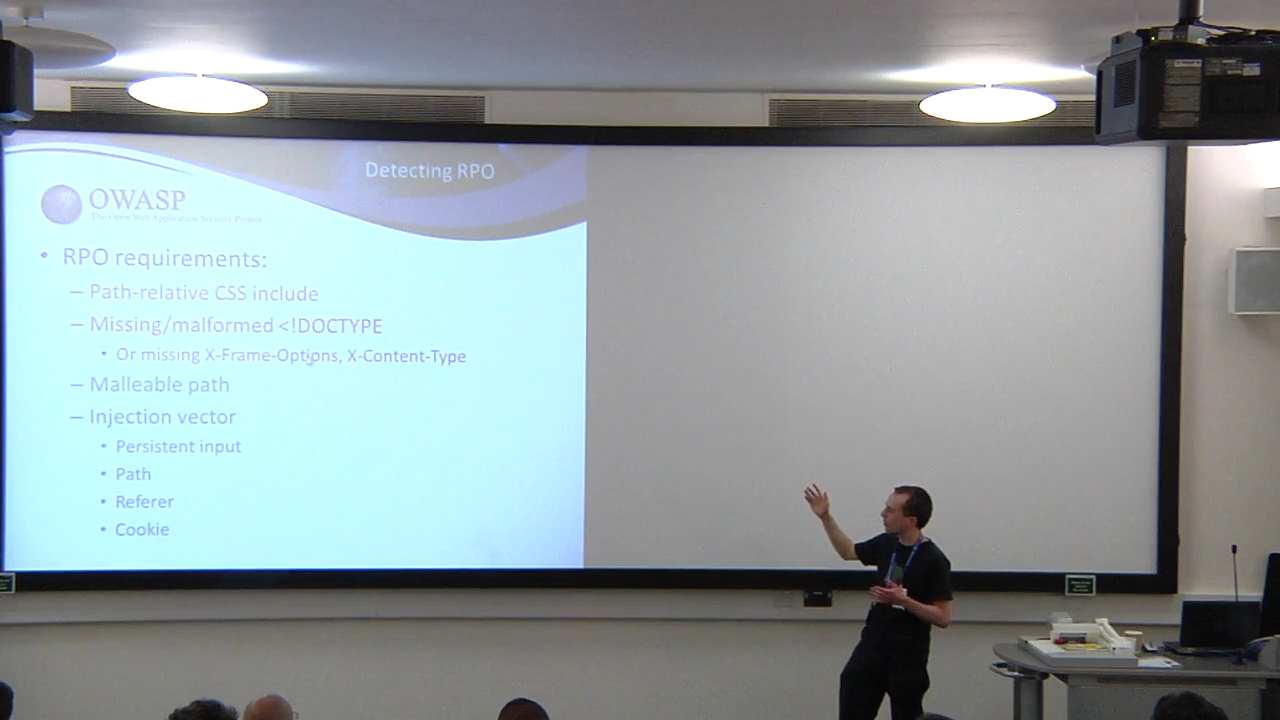 Detecting RPO
OWASP
The Open Web Application Security Project
• RPO requirements:
– Path-relative CSS include
– Missing/malformed <!DOCTYPE
• Or missing X-Frame-Options, X-Content-Type
– Malleable path
– Injection vector
• Persistent input
• Path
• Referer
• Cookie